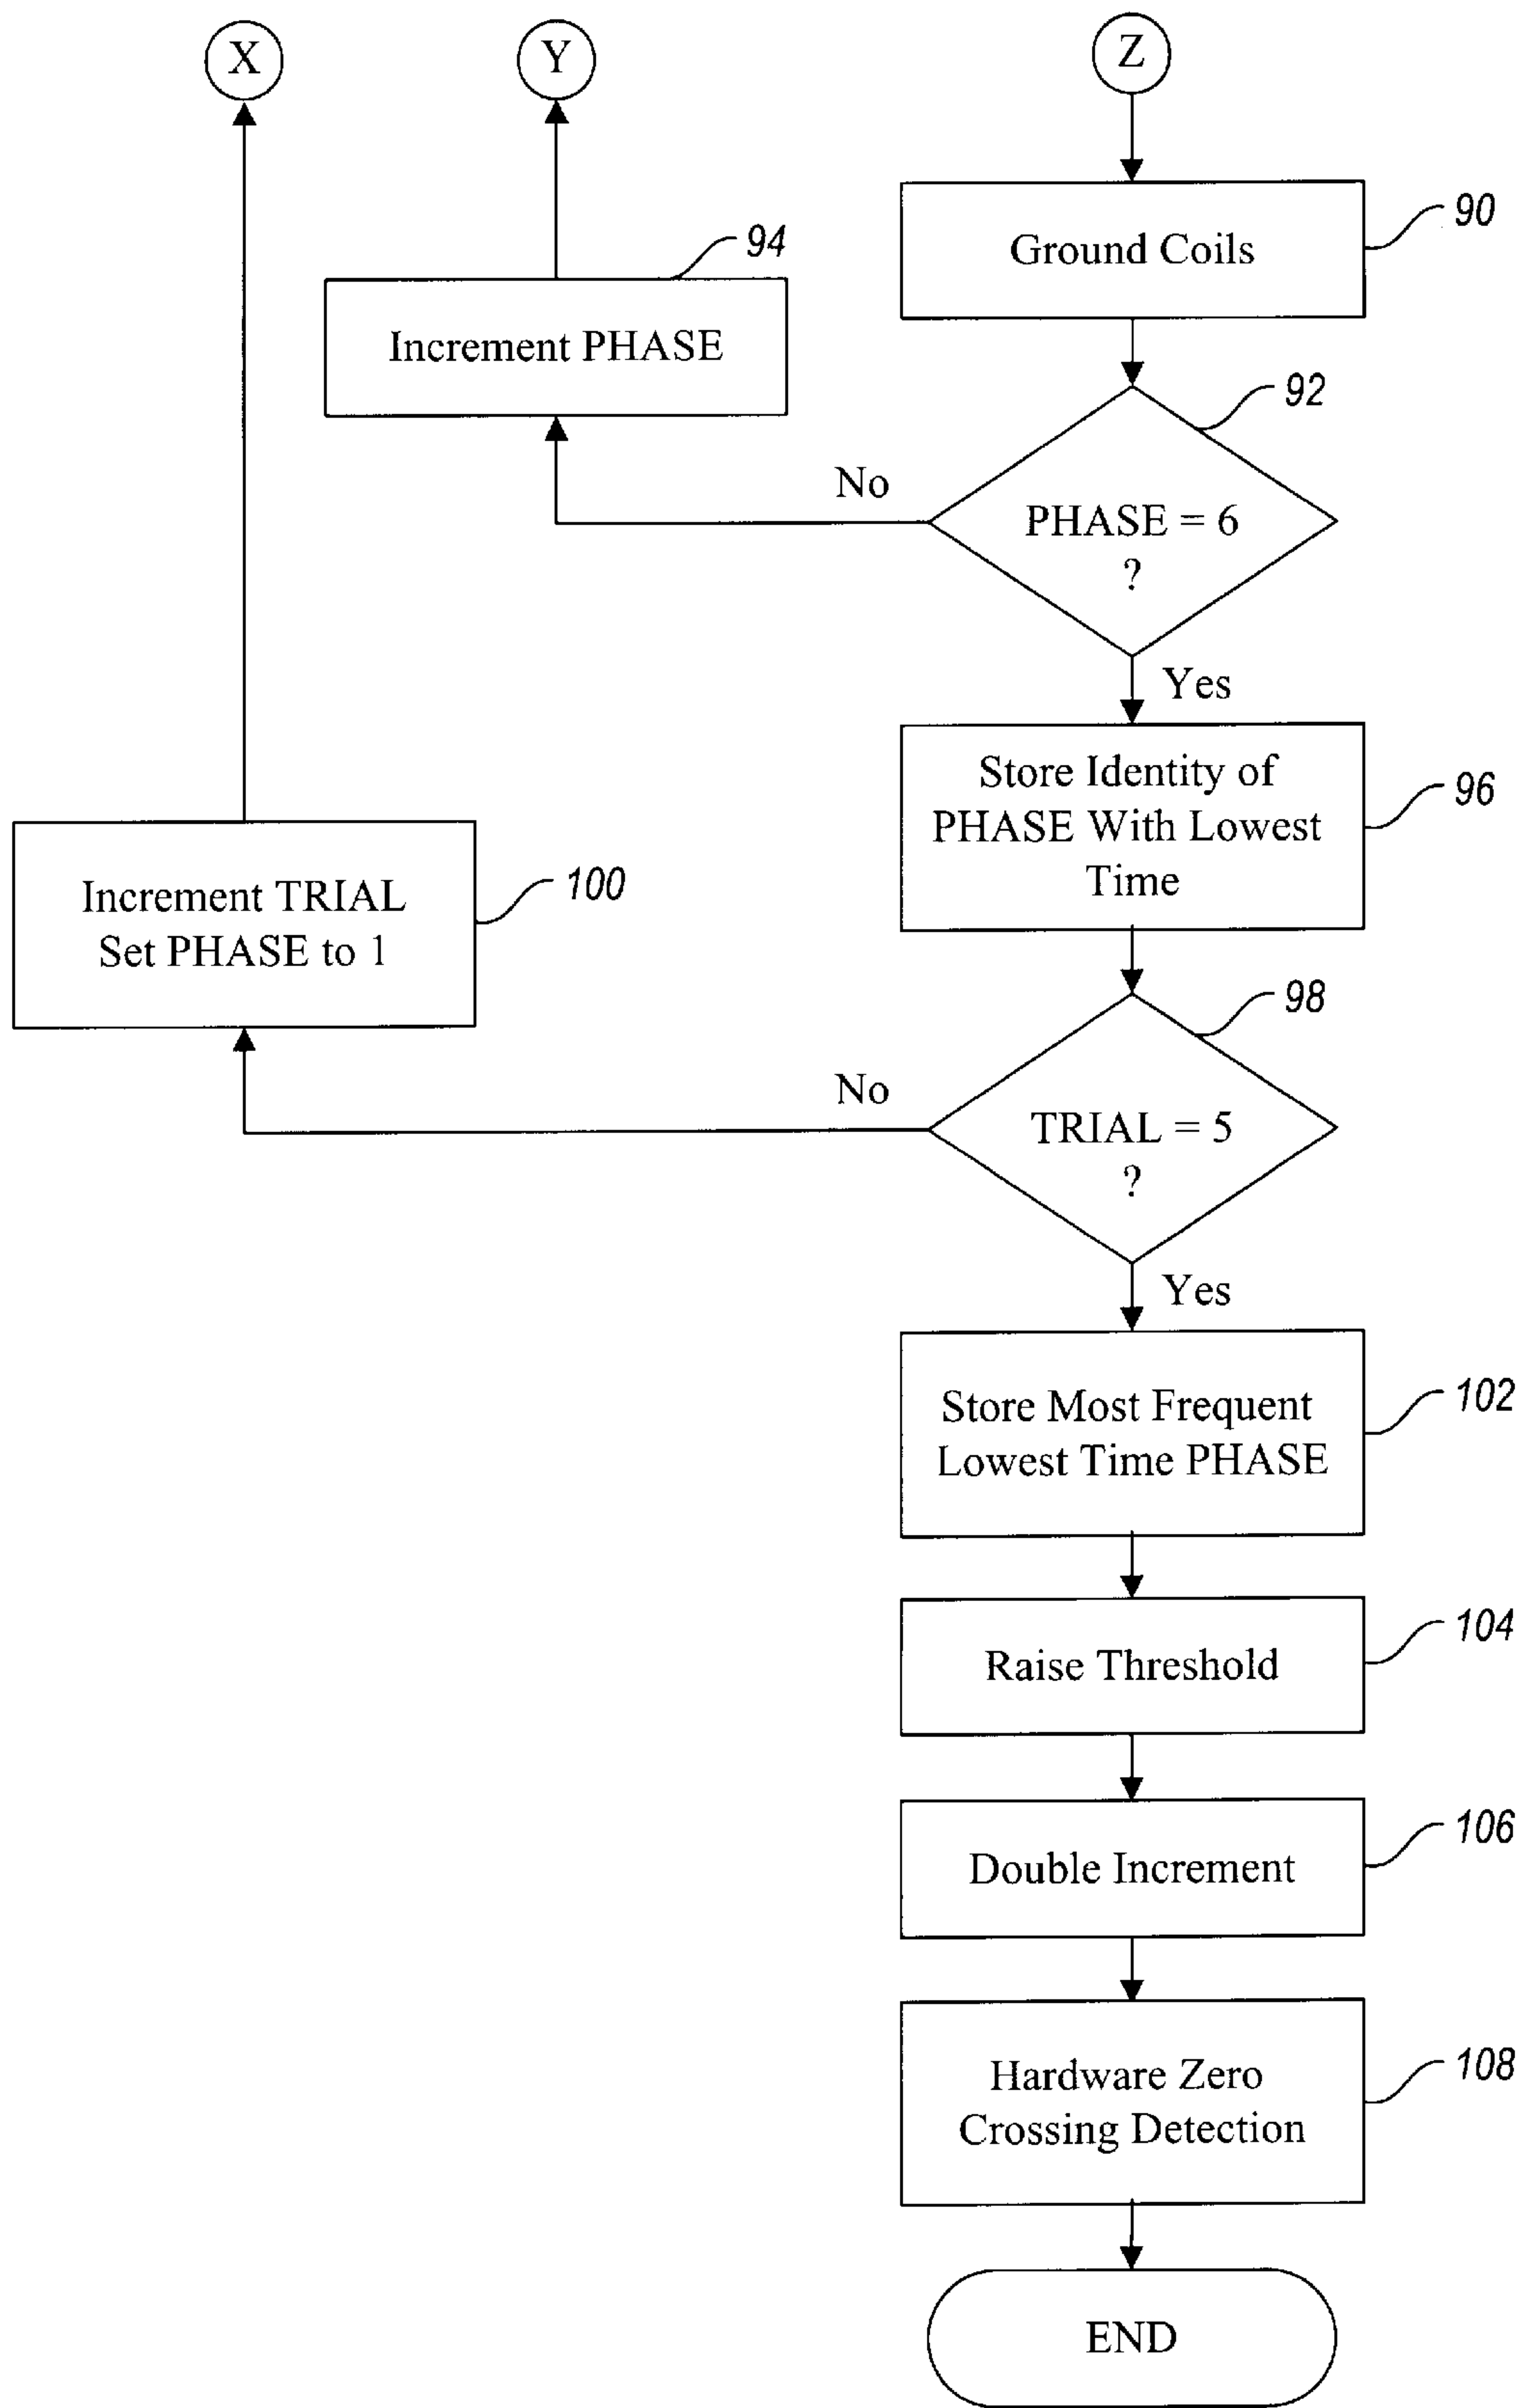 X
Y
Z
90
Ground Coils
94
Increment PHASE
92
No
PHASE = 6
?
Yes
96
Store Identity of
PHASE With Lowest
Time
100
Increment TRIAL
Set PHASE to 1
98
No
TRIAL = 5
?
Yes
102
Store Most Frequent
Lowest Time PHASE
104
Raise Threshold
106
Double Increment
108
Hardware Zero
Crossing Detection
END